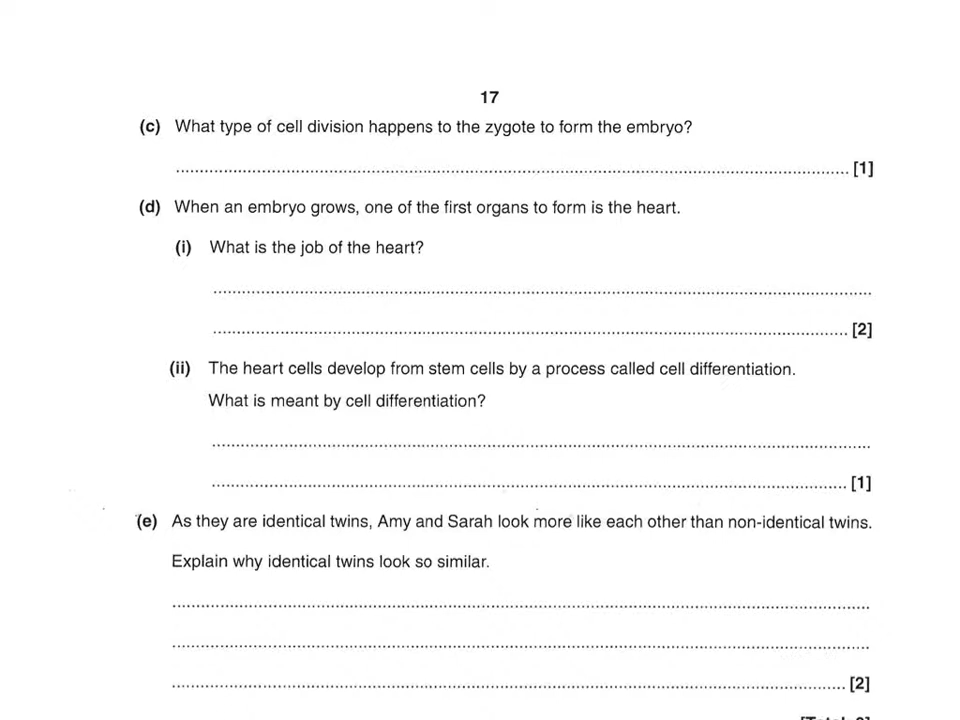 17
(c) What type of cell division happens to the zygote to form the embryo?
[1]
(d) When an embryo grows, one of the first organs to form is the heart.
(i) What is the job of the heart?
[2]
(ii) The heart cells develop from stem cells by a process called cell differentiation.
What is meant by cell differentiation?
[1]
(e) As they are identical twins, Amy and Sarah look more like each other than non-identical twins.
Explain why identical twins look so similar.
[2]